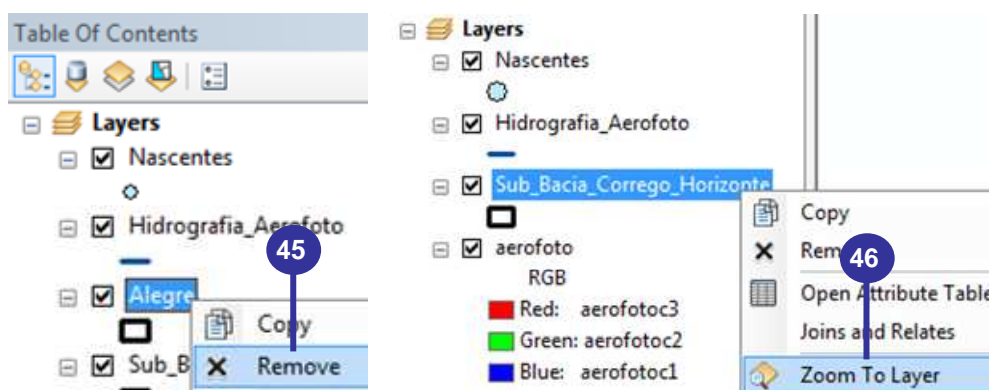 Table Of Contents
Layers
Nascentes
Hidrografia_Aerofoto
45
Alegre
Copy
Sub_B
Remove
Layers
Nascentes
Hidrografia_Aerofoto
Sub_Bacia_Corrego_Horizonte
Copy
aerofoto
Rem
46
RGB
Open Attribute Table
Red: aerofotoc3
Joins and Relates
Green: aerofotoc2
Blue: aerofotoc1
Zoom To Layer